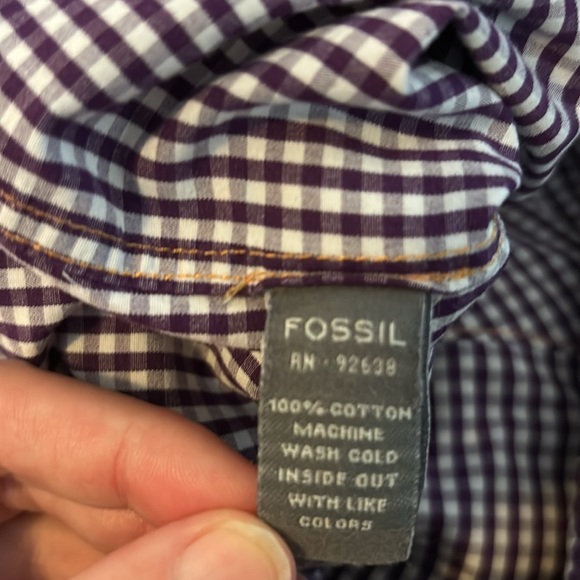 FOSSIL
RN - 92638
100% COTTON
MACHINE
WASH COLD
INSIDE OUT
WITH LIKE
COLORS